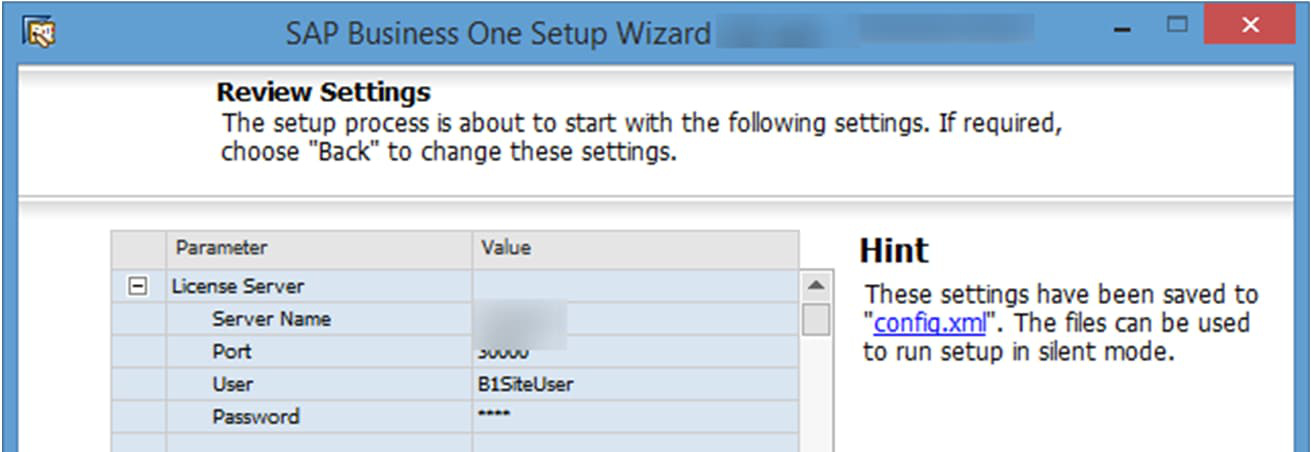 SAP Business One Setup Wizard
Review Settings
The setup process is about to start with the following settings. If required,
choose "Back" to change these settings.
Parameter Value
License Server
Server Name
Port 30000
User B1SiteUser
Password ****
Hint
These settings have been saved to
"config.xml". The files can be used
to run setup in silent mode.